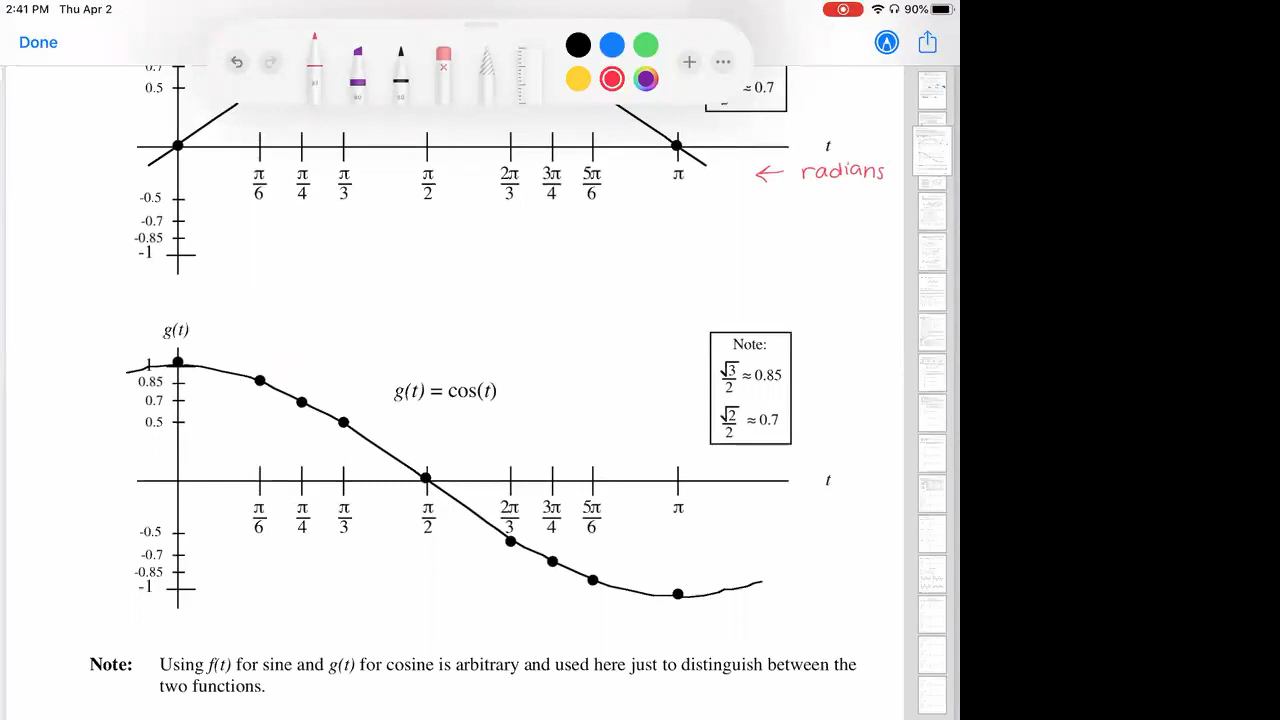 2:41 PM Thu Apr 2
90%
Done
0.7
0.5
≈ 0.7
t
π/6 π/4 π/3 π/2 2π/3 3π/4 5π/6 π
← radians
-0.5
-0.7
-0.85
-1
g(t)
1
0.85
0.7
0.5
g(t) = cos(t)
Note:
√3/2 ≈ 0.85
√2/2 ≈ 0.7
t
π/6 π/4 π/3 π/2 2π/3 3π/4 5π/6 π
-0.5
-0.7
-0.85
-1
Note: Using f(t) for sine and g(t) for cosine is arbitrary and used here just to distinguish between the
two functions.